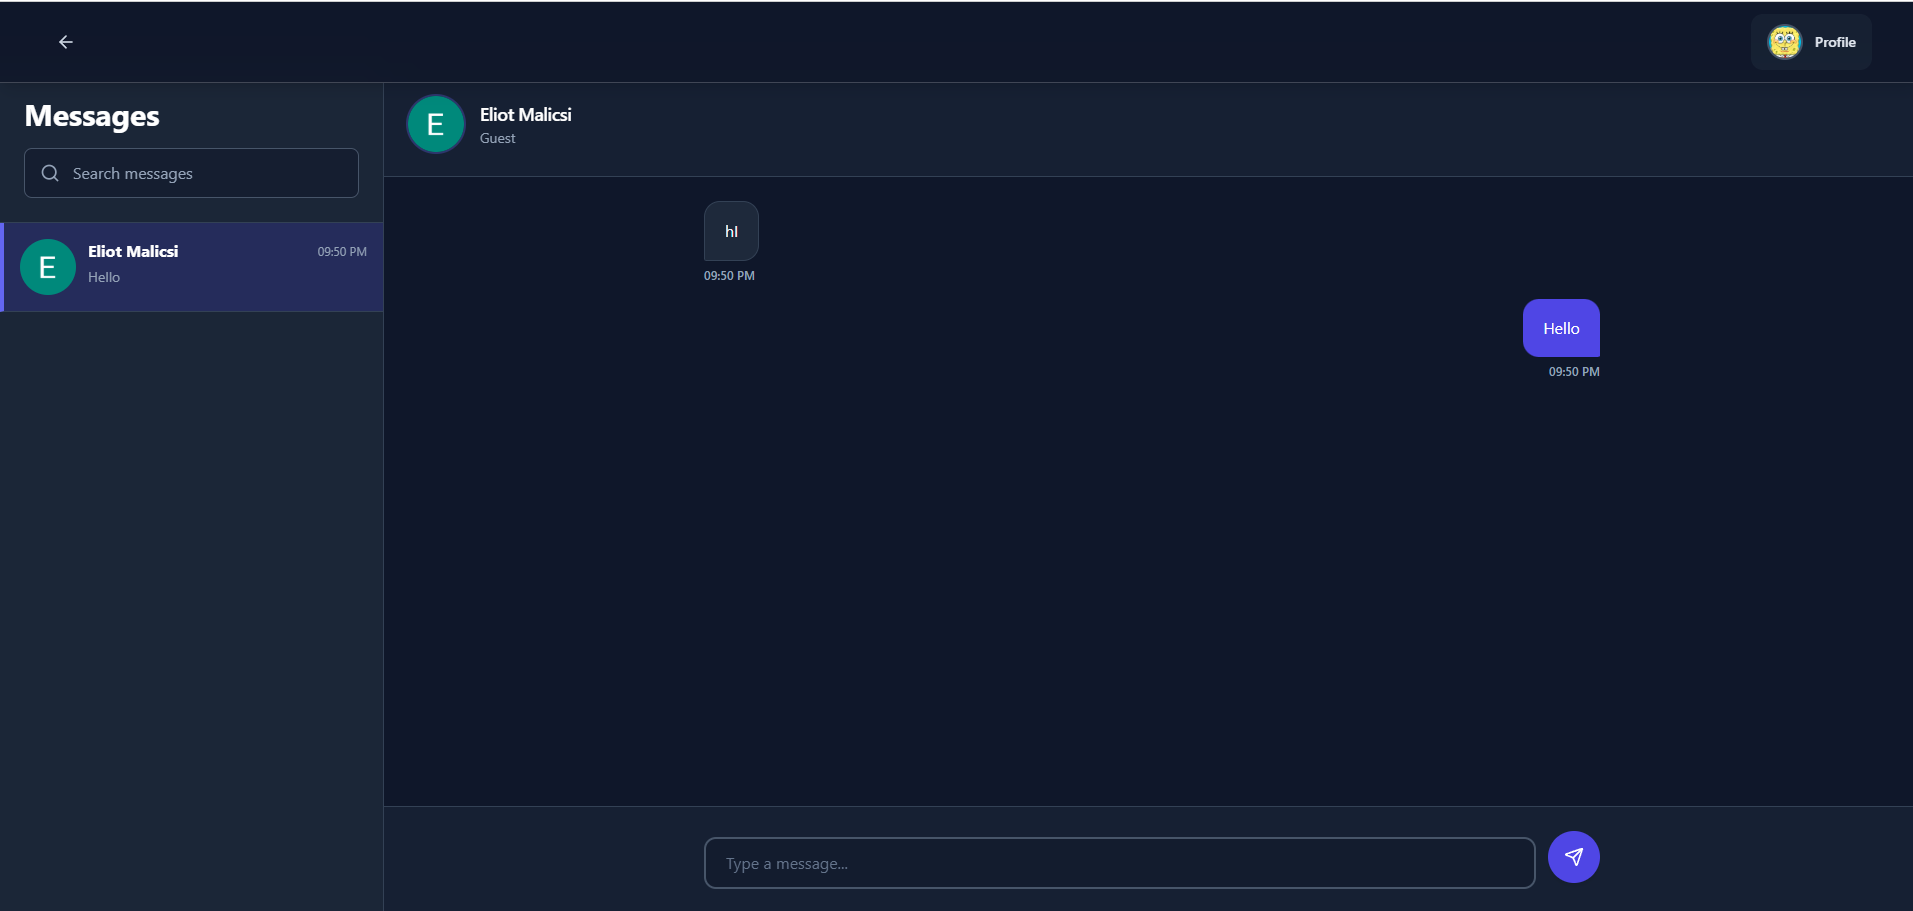 Profile
Messages
Search messages
E
Eliot Malicsi
09:50 PM
Hello
E
Eliot Malicsi
Guest
hI
09:50 PM
Hello
09:50 PM
Type a message...